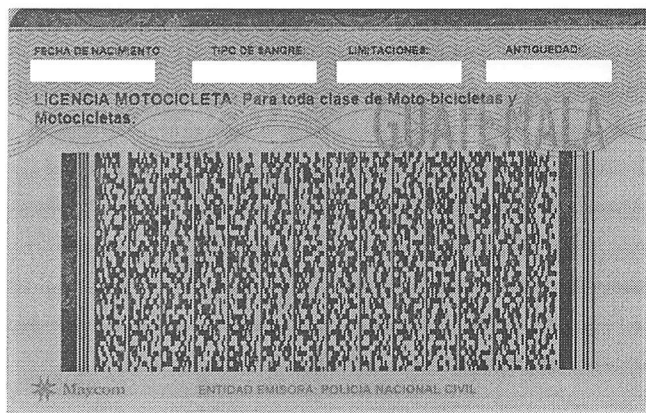 FECHA DE NACIMIENTO TIPO DE SANGRE: LIMITACIONES: ANTIGUEDAD:
LICENCIA MOTOCICLETA: Para toda clase de Moto-bicicletas y
Motocicletas.
GUATEMALA
Maycom ENTIDAD EMISORA: POLICIA NACIONAL CIVIL